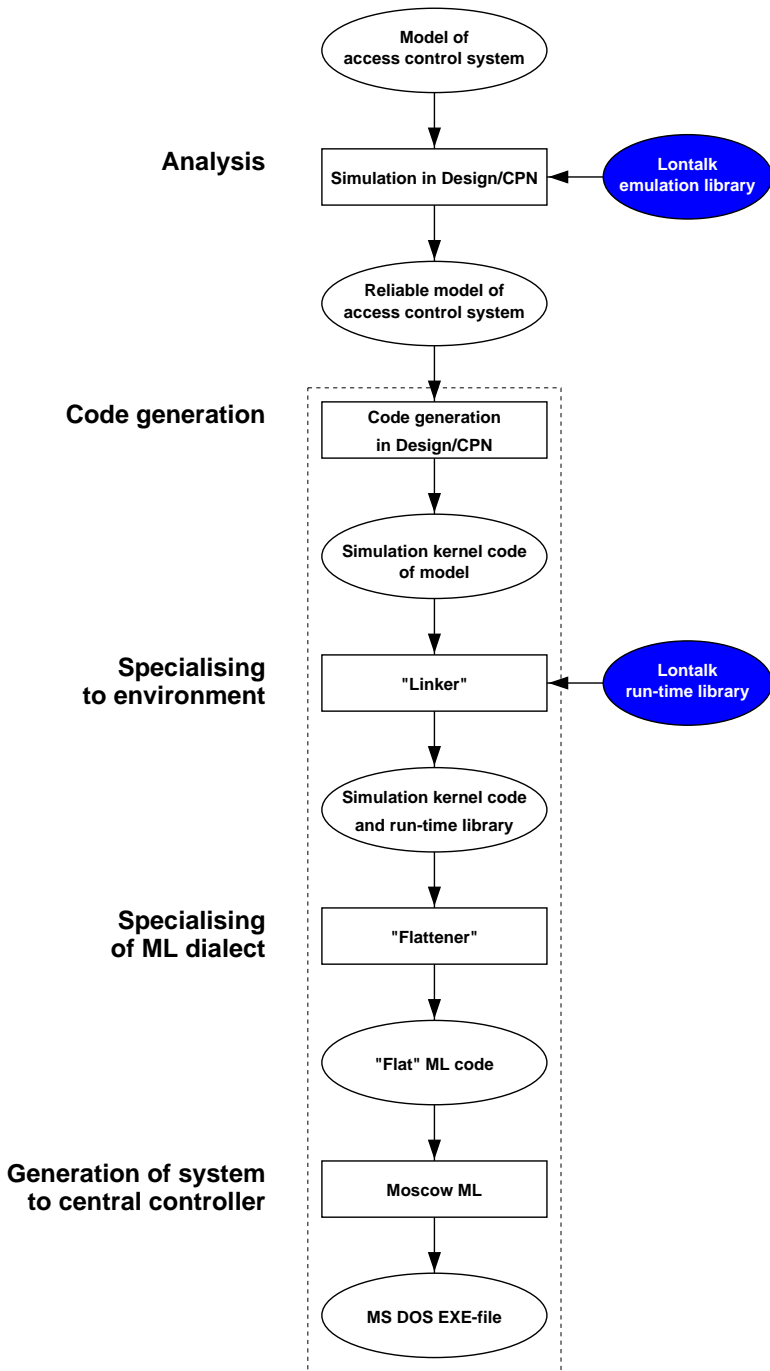 Model of
access control system
Analysis
Simulation in Design/CPN
Lontalk
emulation library
Reliable model of
access control system
Code generation
Code generation
in Design/CPN
Simulation kernel code
of model
Specialising
to environment
"Linker"
Lontalk
run-time library
Simulation kernel code
and run-time library
Specialising
of ML dialect
"Flattener"
"Flat" ML code
Generation of system
to central controller
Moscow ML
MS DOS EXE-file